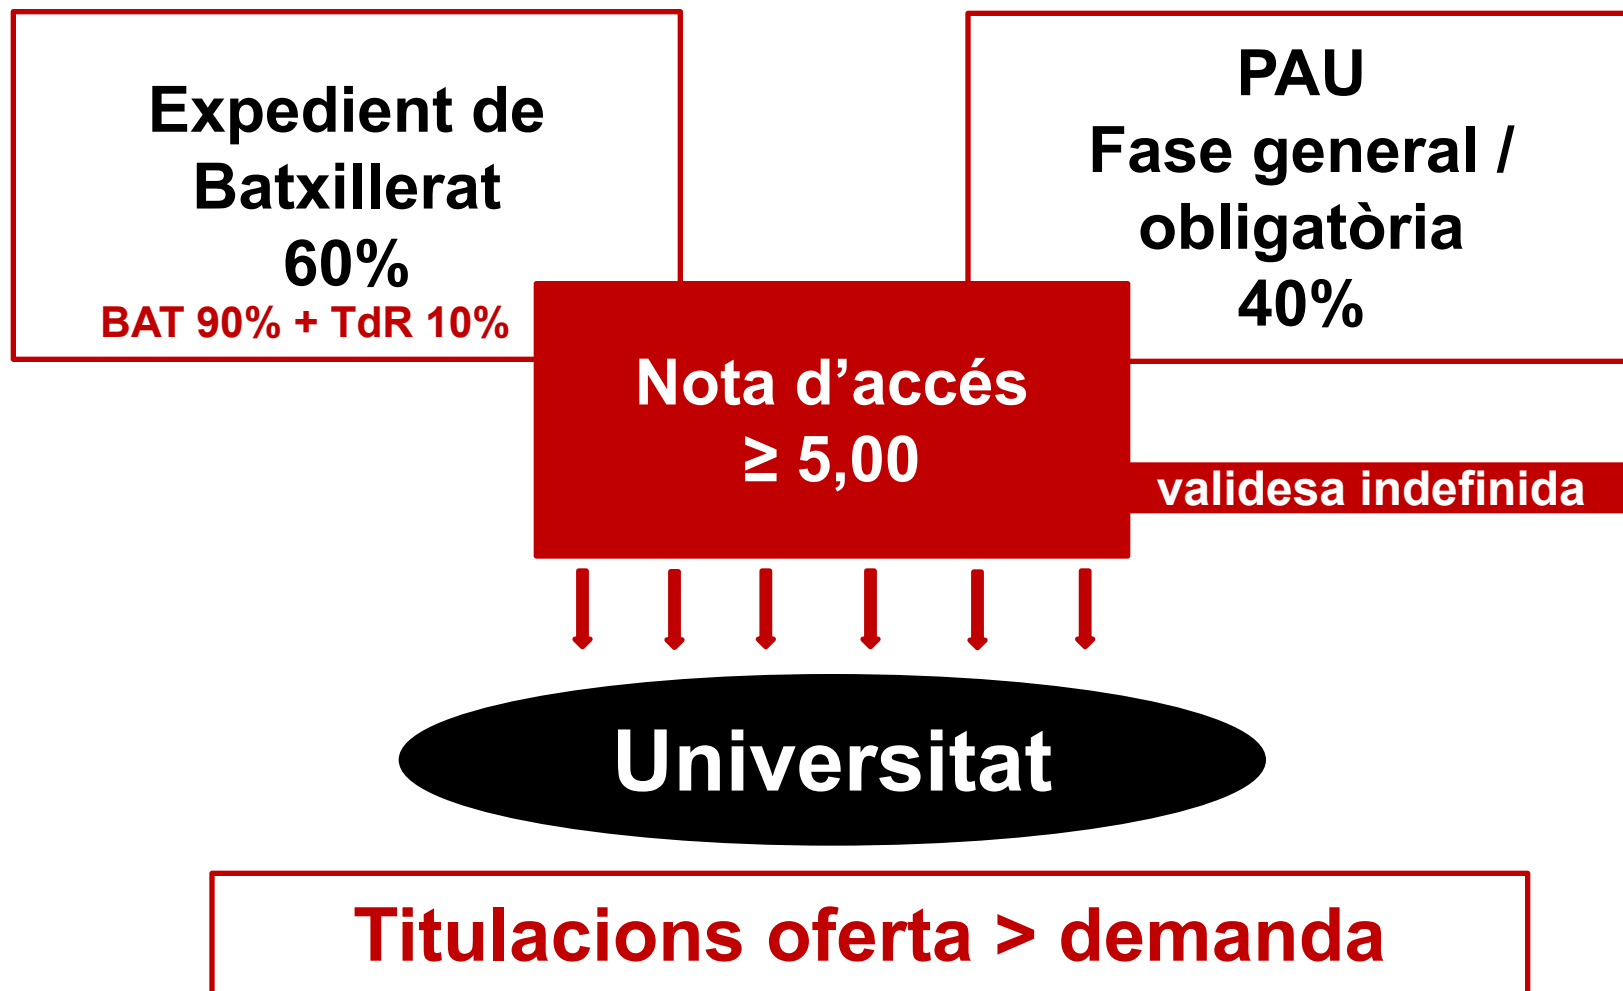 Expedient de
Batxillerat
60%
BAT 90% + TdR 10%
PAU
Fase general /
obligatòria
40%
Nota d’accés
≥ 5,00
validesa indefinida
Universitat
Titulacions oferta > demanda